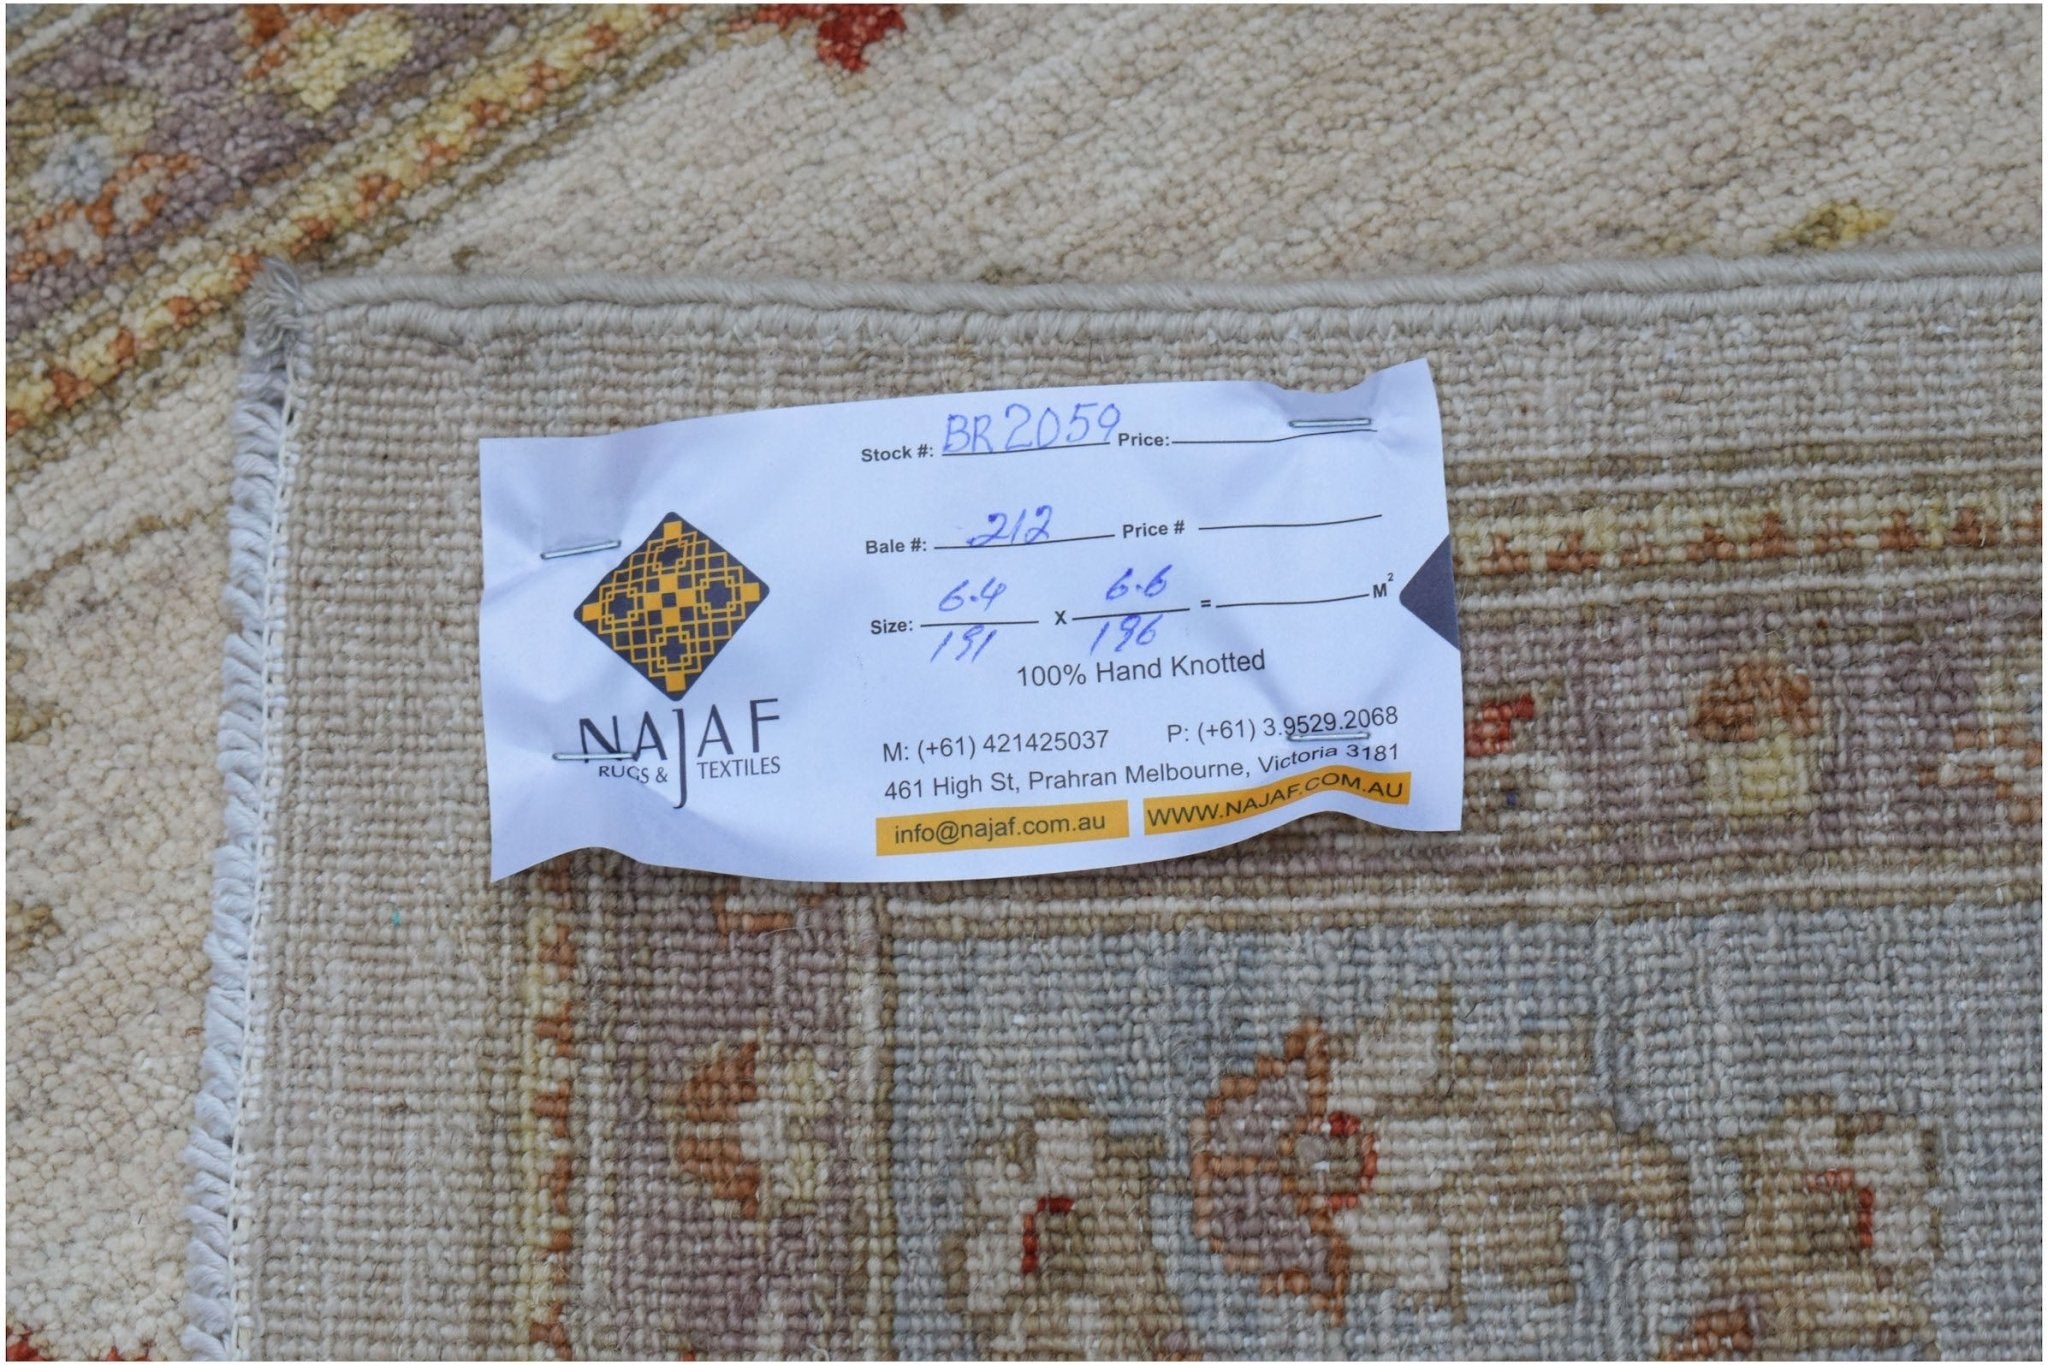 Stock #: BR2059 Price:
Bale #: 212 Price #
6.4 6.6
Size: X = M²
191 196
100% Hand Knotted
NAJAF
RUGS & TEXTILES
M: (+61) 421425037 P: (+61) 3.9529.2068
461 High St, Prahran Melbourne, Victoria 3181
info@najaf.com.au WWW.NAJAF.COM.AU